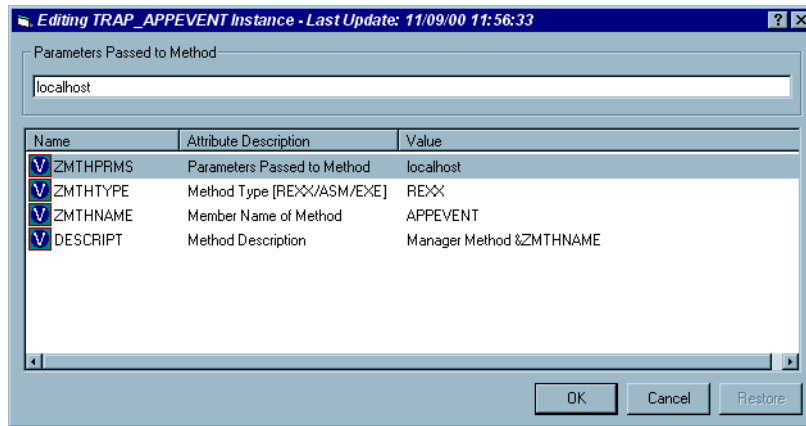 Editing TRAP_APPEVENT Instance - Last Update: 11/09/00 11:56:33
Parameters Passed to Method
localhost
Name Attribute Description Value
V ZMTHPRMS Parameters Passed to Method localhost
V ZMTHTYPE Method Type [REXX/ASM/EXE] REXX
V ZMTHNAME Member Name of Method APPEVENT
V DESCRIPT Method Description Manager Method &ZMTHNAME
OK Cancel Restore